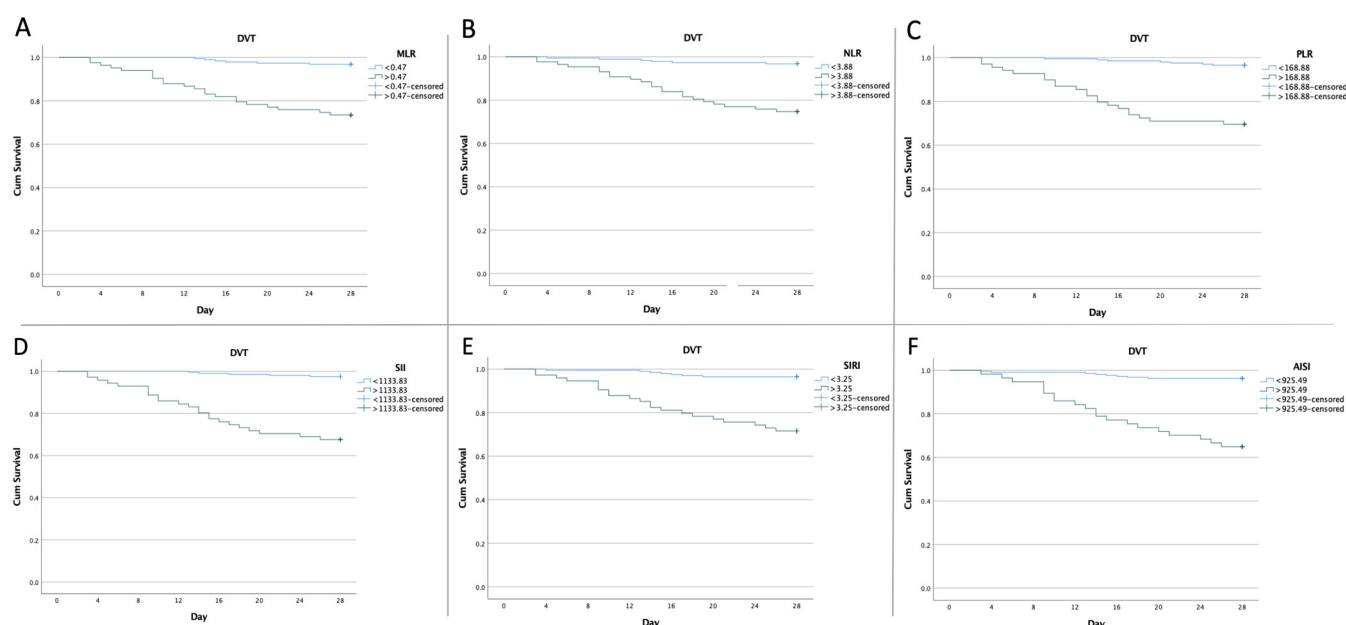 A
DVT
MLR
<0.47
>0.47
<0.47-censored
>0.47-censored
1.0
0.8
0.6
0.4
0.2
0.0
Cum Survival
0 4 8 12 16 20 24 28
Day
B
DVT
NLR
<3.88
>3.88
<3.88-censored
>3.88-censored
1.0
0.8
0.6
0.4
0.2
0.0
Cum Survival
0 4 8 12 16 20 24 28
Day
C
DVT
PLR
<168.88
>168.88
<168.88-censored
>168.88-censored
1.0
0.8
0.6
0.4
0.2
0.0
Cum Survival
0 4 8 12 16 20 24 28
Day
D
DVT
SII
<1133.83
>1133.83
<1133.83-censored
>1133.83-censored
1.0
0.8
0.6
0.4
0.2
0.0
Cum Survival
0 4 8 12 16 20 24 28
Day
E
DVT
SIRI
<3.25
>3.25
<3.25-censored
>3.25-censored
1.0
0.8
0.6
0.4
0.2
0.0
Cum Survival
0 4 8 12 16 20 24 28
Day
F
DVT
AISI
<925.49
>925.49
<925.49-censored
>925.49-censored
1.0
0.8
0.6
0.4
0.2
0.0
Cum Survival
0 4 8 12 16 20 24 28
Day